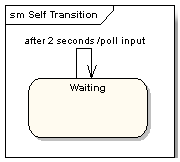 sm Self Transition
after 2 seconds /poll input
Waiting